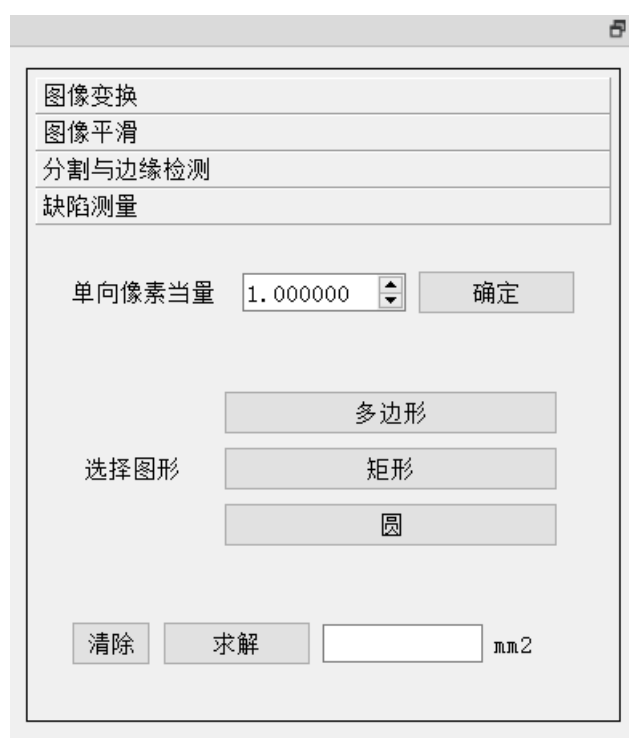 图像变换
图像平滑
分割与边缘检测
缺陷测量
单向像素当量 1.000000 确定
多边形
选择图形 矩形
圆
清除 求解 mm2